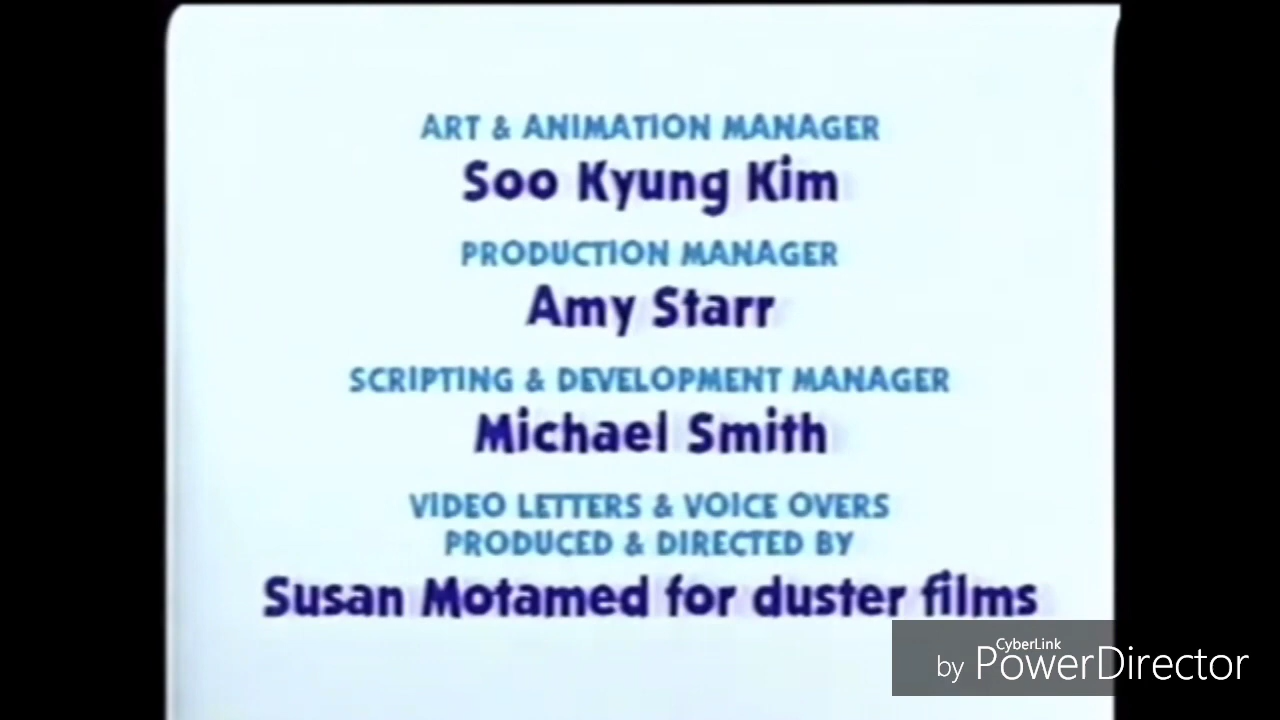 ART & ANIMATION MANAGER
Soo Kyung Kim
PRODUCTION MANAGER
Amy Starr
SCRIPTING & DEVELOPMENT MANAGER
Michael Smith
VIDEO LETTERS & VOICE OVERS
PRODUCED & DIRECTED BY
Susan Motamed for duster films
CyberLink
by PowerDirector